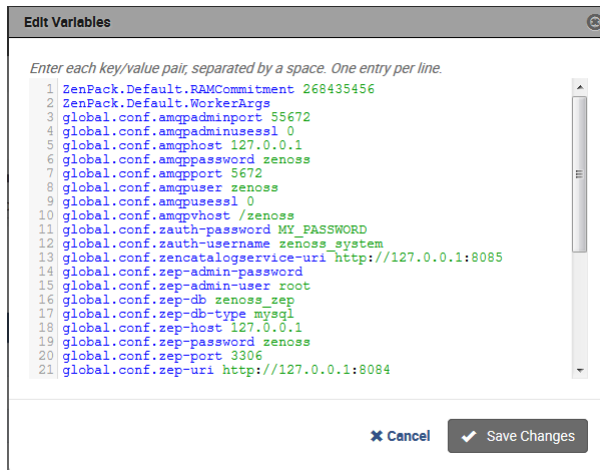 Edit Variables
Enter each key/value pair, separated by a space. One entry per line.
1 ZenPack.Default.RAMCommitment 268435456
2 ZenPack.Default.WorkerArgs
3 global.conf.amqpadminport 55672
4 global.conf.amqpadminusessl 0
5 global.conf.amqphost 127.0.0.1
6 global.conf.amqppassword zenoss
7 global.conf.amqpport 5672
8 global.conf.amqpuser zenoss
9 global.conf.amqpusessl 0
10 global.conf.amqpvhost /zenoss
11 global.conf.zauth-password MY_PASSWORD
12 global.conf.zauth-username zenoss_system
13 global.conf.zencatalogservice-uri http://127.0.0.1:8085
14 global.conf.zep-admin-password
15 global.conf.zep-admin-user root
16 global.conf.zep-db zenoss_zep
17 global.conf.zep-db-type mysql
18 global.conf.zep-host 127.0.0.1
19 global.conf.zep-password zenoss
20 global.conf.zep-port 3306
21 global.conf.zep-uri http://127.0.0.1:8084
Cancel
Save Changes